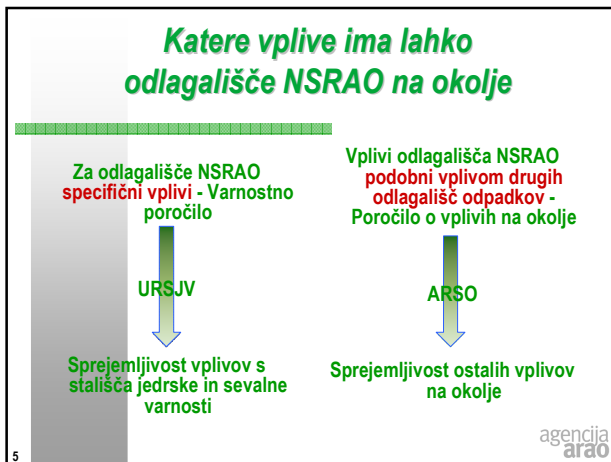 Katere vplive ima lahko
odlagališče NSRAO na okolje
Za odlagališče NSRAO
specifični vplivi - Varnostno
poročilo
URSJV
Sprejemljivost vplivov s
stališča jedrske in sevalne
varnosti
Vplivi odlagališča NSRAO
podobni vplivom drugih
odlagališč odpadkov -
Poročilo o vplivih na okolje
ARSO
Sprejemljivost ostalih vplivov
na okolje
5
agencija
arao